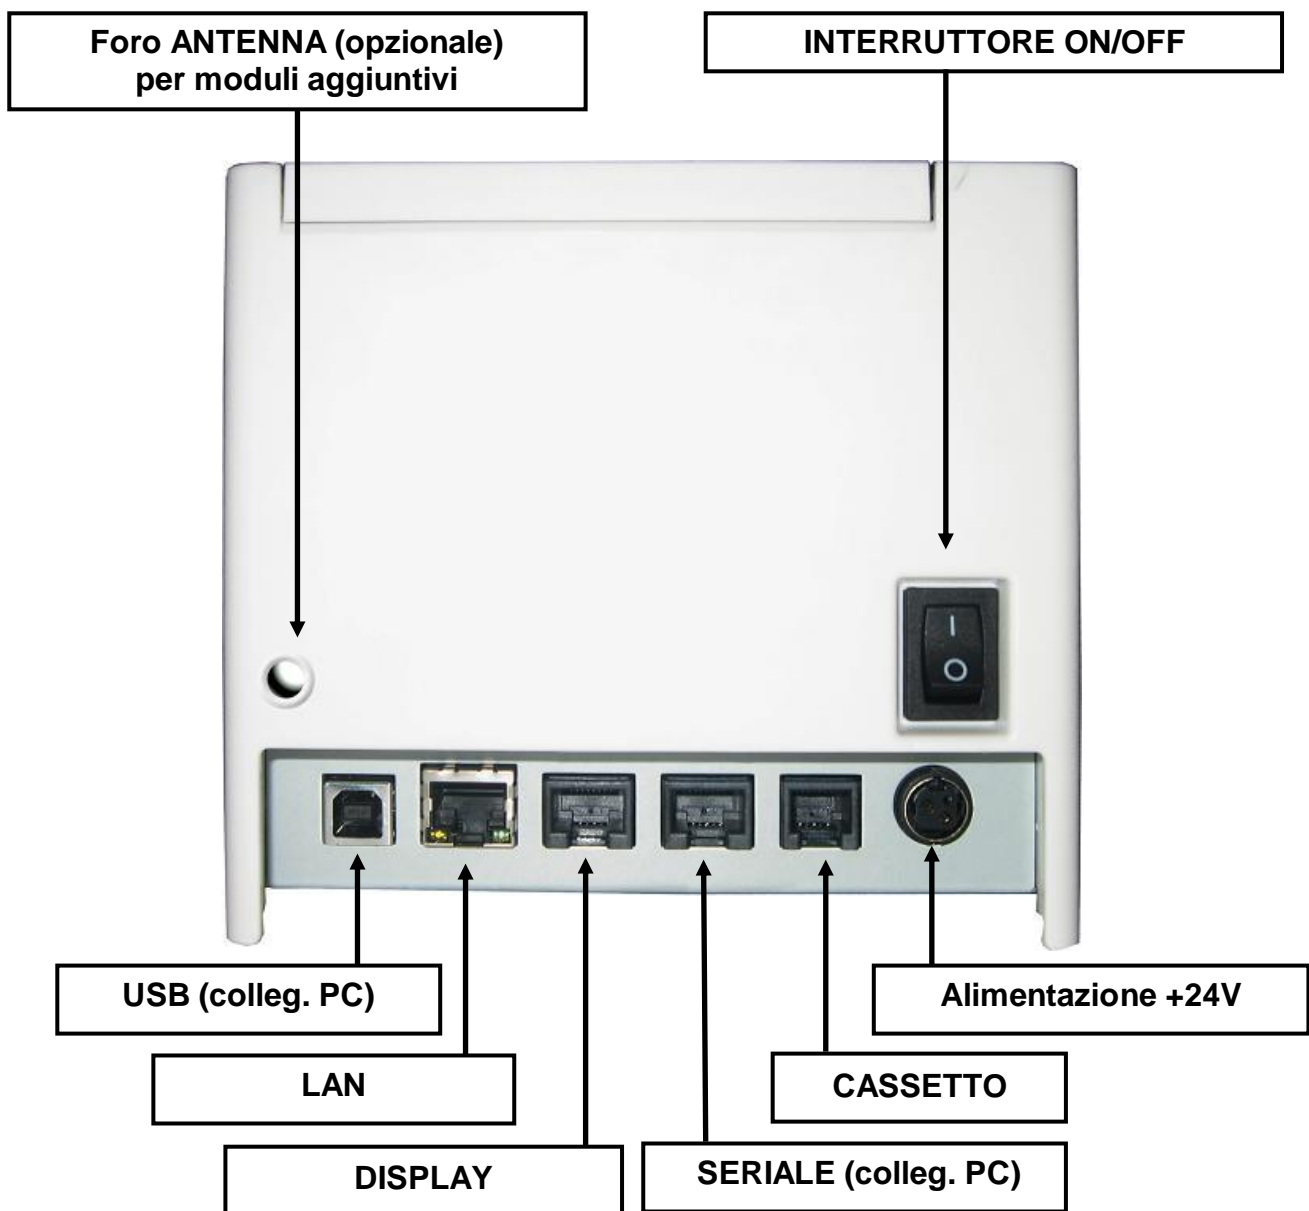 Foro ANTENNA (opzionale)
per moduli aggiuntivi
INTERRUTTORE ON/OFF
USB (colleg. PC)
Alimentazione +24V
LAN
CASSETTO
DISPLAY
SERIALE (colleg. PC)